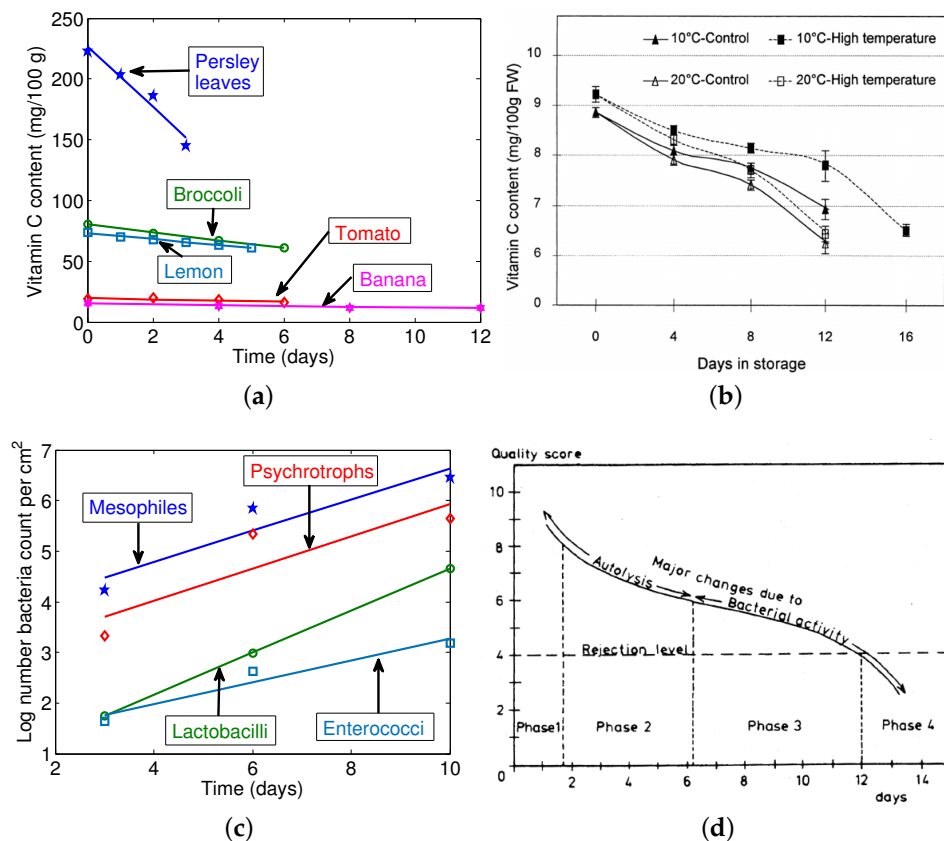 250
200
150
100
50
0
Vitamin C content (mg/100 g)
Persley
leaves
Broccoli
Tomato
Lemon
Banana
0 2 4 6 8 10 12
Time (days)
(a)
10
9
8
7
6
0
Vitamin C content (mg/100g FW)
10°C-Control
10°C-High temperature
20°C-Control
20°C-High temperature
0 4 8 12 16
Days in storage
(b)
7
6
5
4
3
2
1
Log number bacteria count per cm2
Psychrotrophs
Mesophiles
Lactobacilli
Enterococci
2 4 6 8 10
Time (days)
(c)
Quality score
10
8
6
4
2
0
Autolysis
Major changes due to
Bacterial activity
Rejection level
Phase1
Phase 2
Phase 3
Phase 4
2 4 6 8 10 12 14
days
(d)